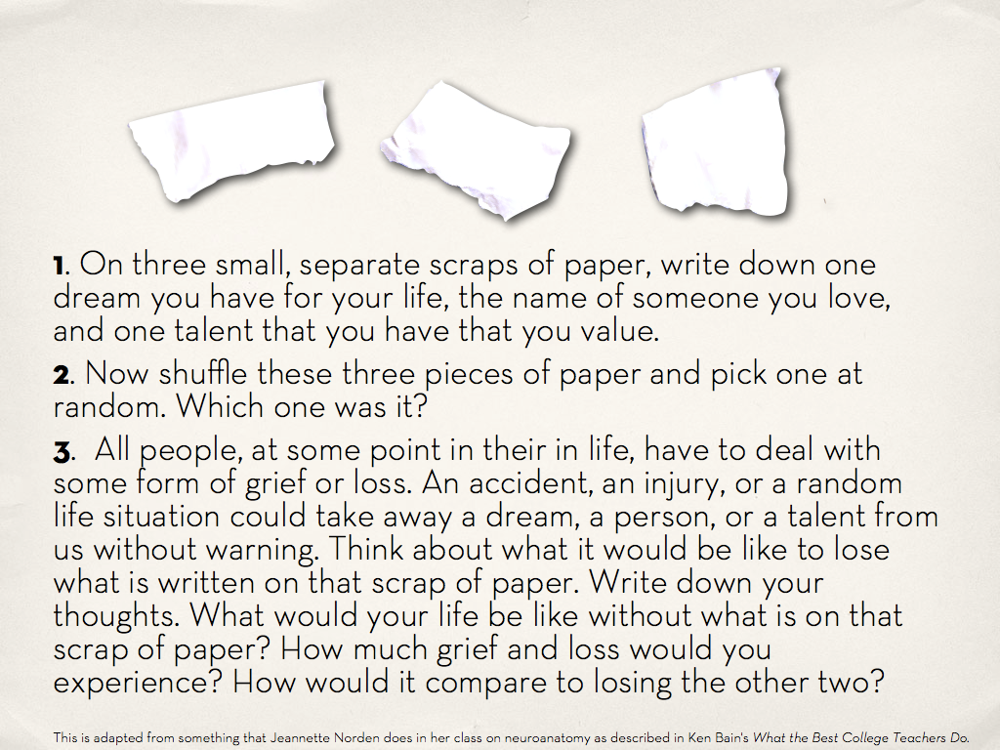 1. On three small, separate scraps of paper, write down one
dream you have for your life, the name of someone you love,
and one talent that you have that you value.
2. Now shuffle these three pieces of paper and pick one at
random. Which one was it?
3.  All people, at some point in their in life, have to deal with
some form of grief or loss. An accident, an injury, or a random
life situation could take away a dream, a person, or a talent from
us without warning. Think about what it would be like to lose
what is written on that scrap of paper. Write down your
thoughts. What would your life be like without what is on that
scrap of paper? How much grief and loss would you
experience? How would it compare to losing the other two?
This is adapted from something that Jeannette Norden does in her class on neuroanatomy as described in Ken Bain's What the Best College Teachers Do.